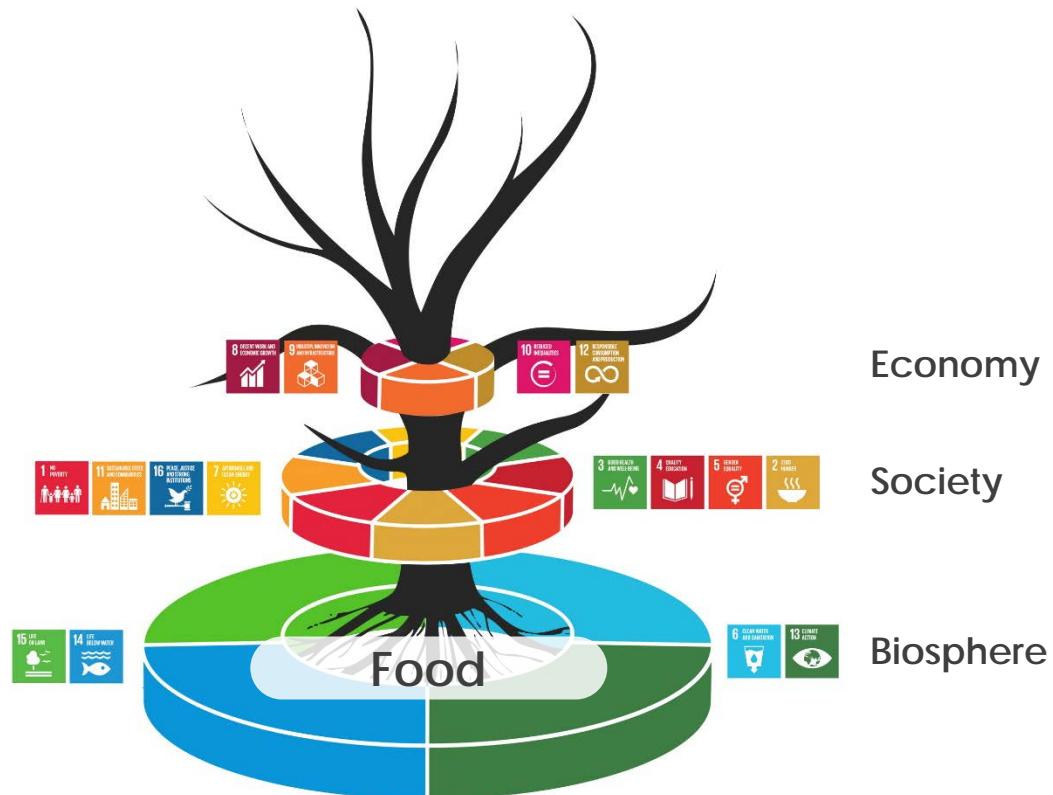 8 DECENT WORK AND
ECONOMIC GROWTH
9 INDUSTRY, INNOVATION
AND INFRASTRUCTURE
10 REDUCED
INEQUALITIES
12 RESPONSIBLE
CONSUMPTION
AND PRODUCTION
Economy
1 NO
POVERTY
11 SUSTAINABLE CITIES
AND COMMUNITIES
16 PEACE, JUSTICE
AND STRONG
INSTITUTIONS
7 AFFORDABLE AND
CLEAN ENERGY
3 GOOD HEALTH
AND WELL-BEING
4 QUALITY
EDUCATION
5 GENDER
EQUALITY
2 ZERO
HUNGER
Society
15 LIFE
ON LAND
14 LIFE
BELOW WATER
6 CLEAN WATER
AND SANITATION
13 CLIMATE
ACTION
Biosphere
Food